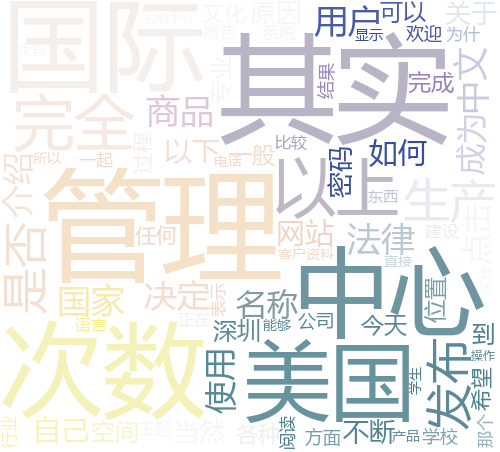 国际
文化
原因
用户
可以
关于
报告
系统
显示
欢迎
为什
专业
其实
结果
完成
成为
中文
完全
商品
如何
过程
以下
一般
比较
密码
所以
一起
电话
介绍
管理
以上
东西
生产
任何
网站
法律
建设
客户资料
直接
是否
中心
国家
决定
表示
名称
位置
语言
正在
深圳
能够
公司
今天
次数
美国
发布
到
使用
学生
希望
操作
行业
自己
空间
主题
当然
各种
阅读
方面
不断
产品
学校
那个